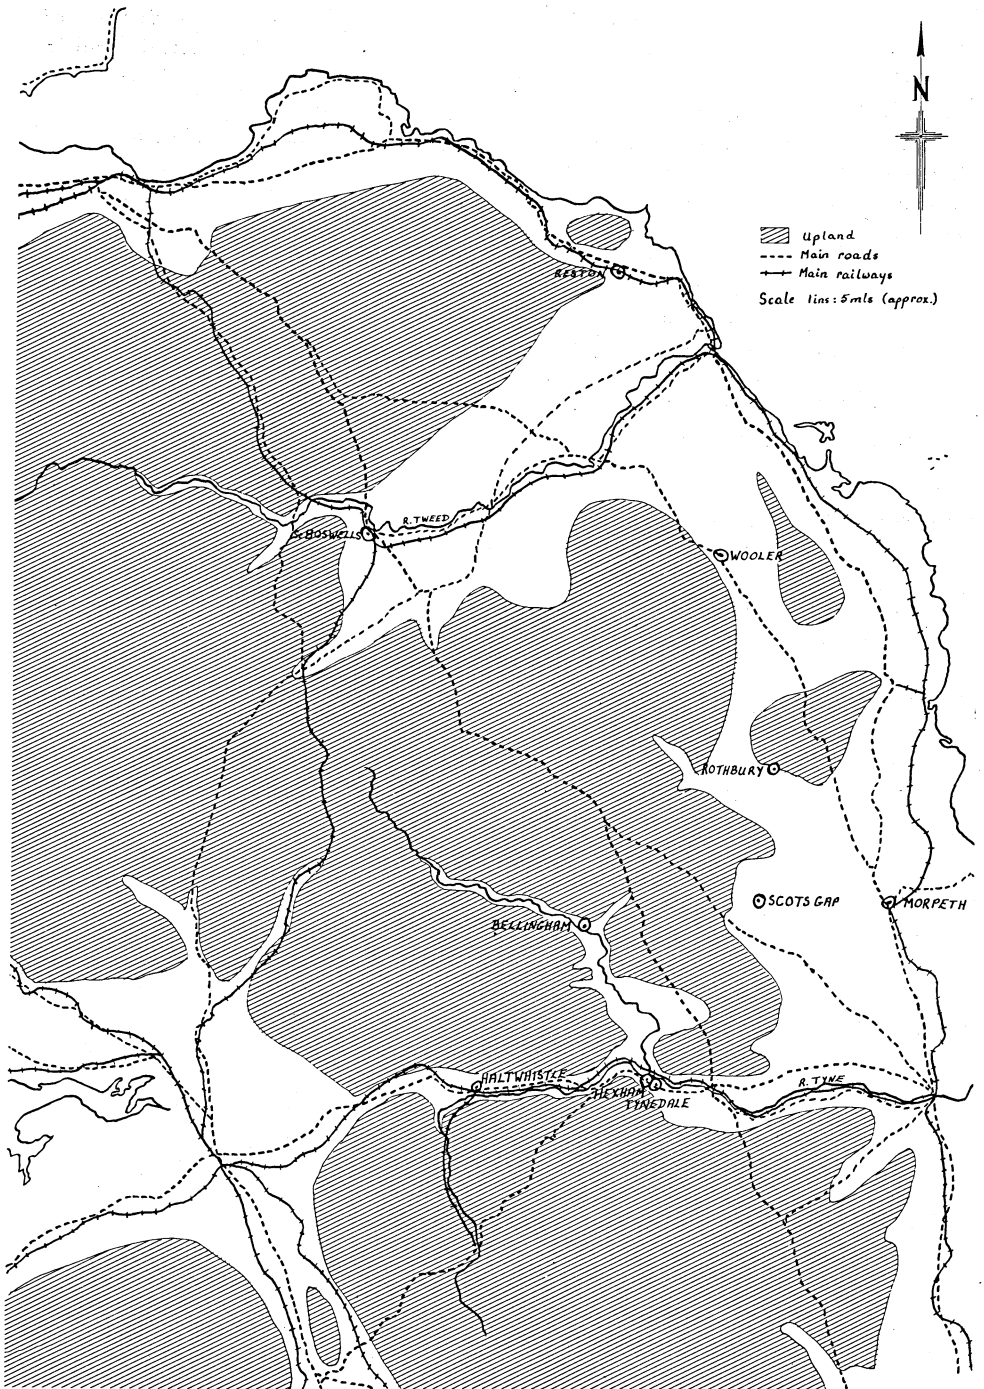 N
Upland
Main roads
Main railways
Scale 1ins: 5mls (approx.)
RESTON
R. TWEED
St BOSWELLS
WOOLER
ROTHBURY
SCOTS GAP
MORPETH
BELLINGHAM
HALTWHISTLE
HEXHAM
TYNEDALE
R. TYNE